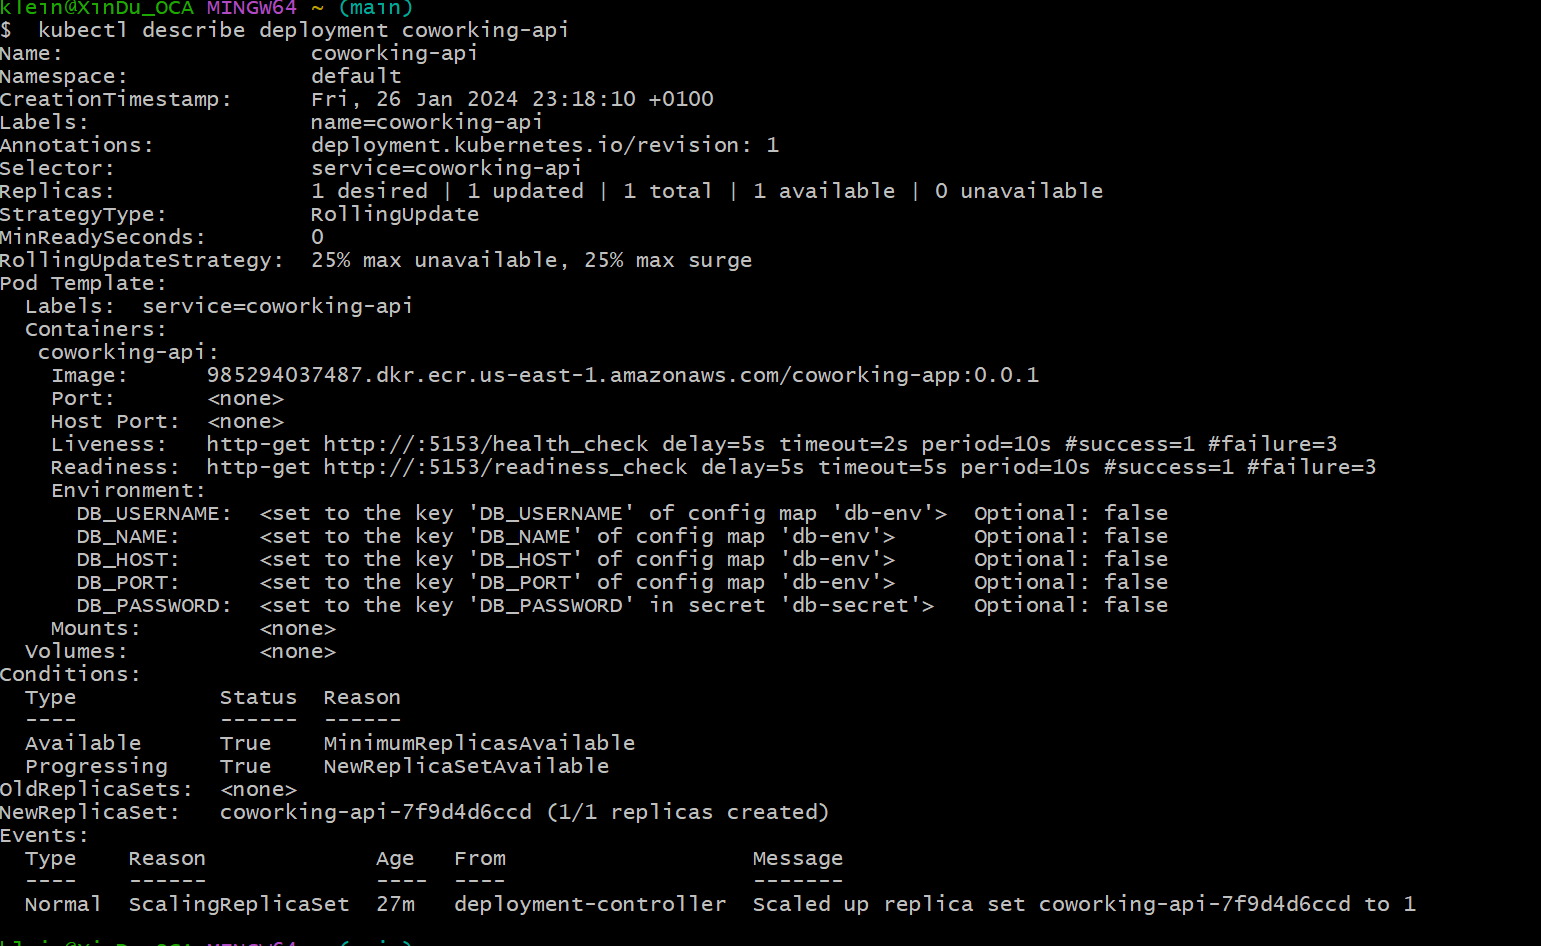 klein@XinDu_OCA MINGW64 ~ (main)
$  kubectl describe deployment coworking-api
Name:                   coworking-api
Namespace:              default
CreationTimestamp:      Fri, 26 Jan 2024 23:18:10 +0100
Labels:                 name=coworking-api
Annotations:            deployment.kubernetes.io/revision: 1
Selector:               service=coworking-api
Replicas:               1 desired | 1 updated | 1 total | 1 available | 0 unavailable
StrategyType:           RollingUpdate
MinReadySeconds:        0
RollingUpdateStrategy:  25% max unavailable, 25% max surge
Pod Template:
  Labels:  service=coworking-api
  Containers:
   coworking-api:
    Image:      985294037487.dkr.ecr.us-east-1.amazonaws.com/coworking-app:0.0.1
    Port:       <none>
    Host Port:  <none>
    Liveness:   http-get http://:5153/health_check delay=5s timeout=2s period=10s #success=1 #failure=3
    Readiness:  http-get http://:5153/readiness_check delay=5s timeout=5s period=10s #success=1 #failure=3
    Environment:
      DB_USERNAME:  <set to the key 'DB_USERNAME' of config map 'db-env'>  Optional: false
      DB_NAME:      <set to the key 'DB_NAME' of config map 'db-env'>      Optional: false
      DB_HOST:      <set to the key 'DB_HOST' of config map 'db-env'>      Optional: false
      DB_PORT:      <set to the key 'DB_PORT' of config map 'db-env'>      Optional: false
      DB_PASSWORD:  <set to the key 'DB_PASSWORD' in secret 'db-secret'>   Optional: false
    Mounts:         <none>
  Volumes:          <none>
Conditions:
  Type           Status  Reason
  ----           ------  ------
  Available      True    MinimumReplicasAvailable
  Progressing    True    NewReplicaSetAvailable
OldReplicaSets:  <none>
NewReplicaSet:   coworking-api-7f9d4d6ccd (1/1 replicas created)
Events:
  Type    Reason             Age   From                   Message
  ----    ------             ----  ----                   -------
  Normal  ScalingReplicaSet  27m   deployment-controller  Scaled up replica set coworking-api-7f9d4d6ccd to 1